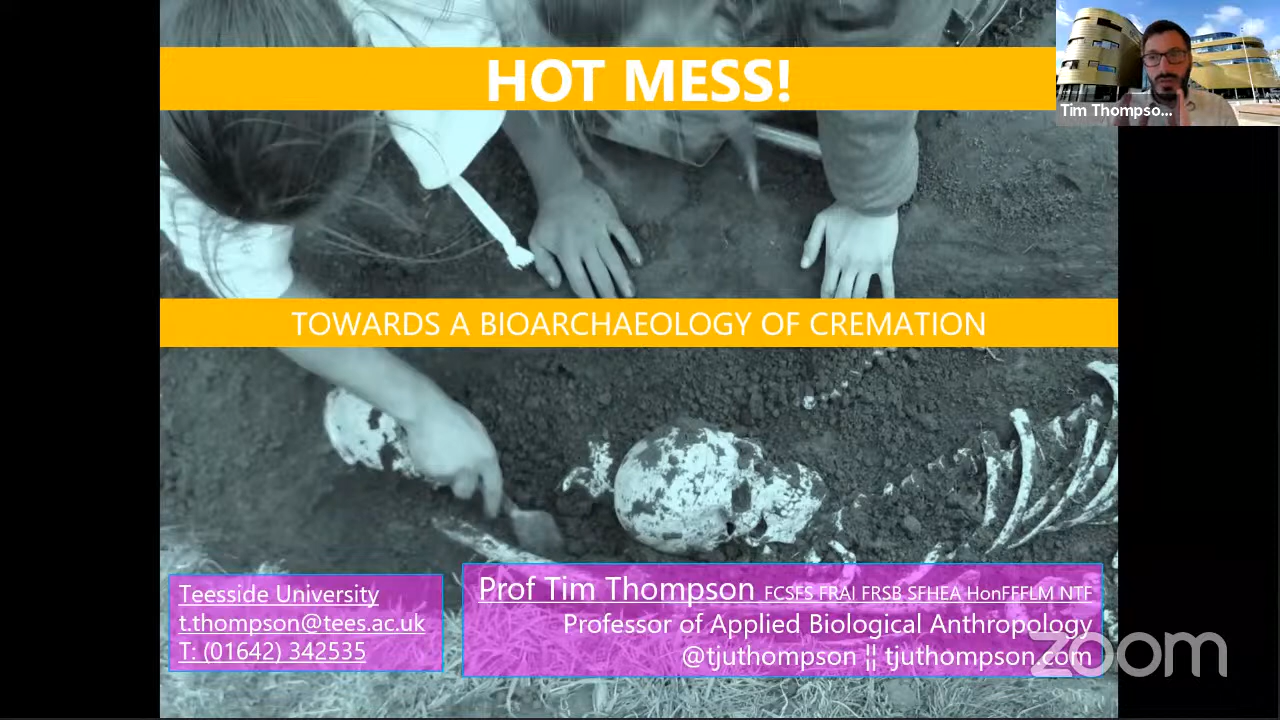 HOT MESS!
Tim Thompso...
TOWARDS A BIOARCHAEOLOGY OF CREMATION
Teesside University
t.thompson@tees.ac.uk
T: (01642) 342535
Prof Tim Thompson FCSFS FRAI FRSB SFHEA HonFFFLM NTF
Professor of Applied Biological Anthropology
@tjuthompson ¦¦ tjuthompson.com
zoom